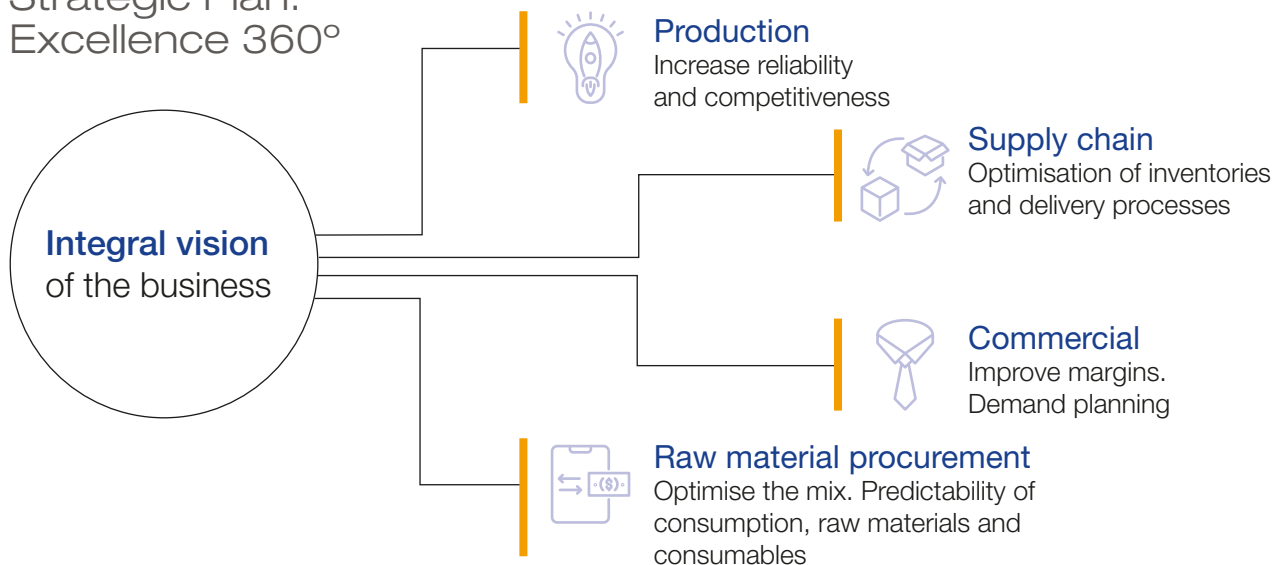 Strategic Plan:
Excellence 360º
Production
Increase reliability
and competitiveness
Supply chain
Optimisation of inventories
and delivery processes
Integral vision
of the business
Commercial
Improve margins.
Demand planning
Raw material procurement
Optimise the mix. Predictability of
consumption, raw materials and
consumables
($)